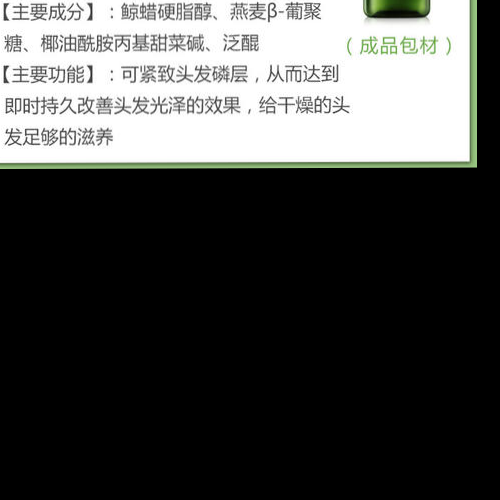 【主要成分】：鲸蜡硬脂醇、燕麦β-葡聚
糖、椰油酰胺丙基甜菜碱、泛醌
（成品包材）
【主要功能】：可紧致头发磷层，从而达到
即时持久改善头发光泽的效果，给干燥的头
发足够的滋养